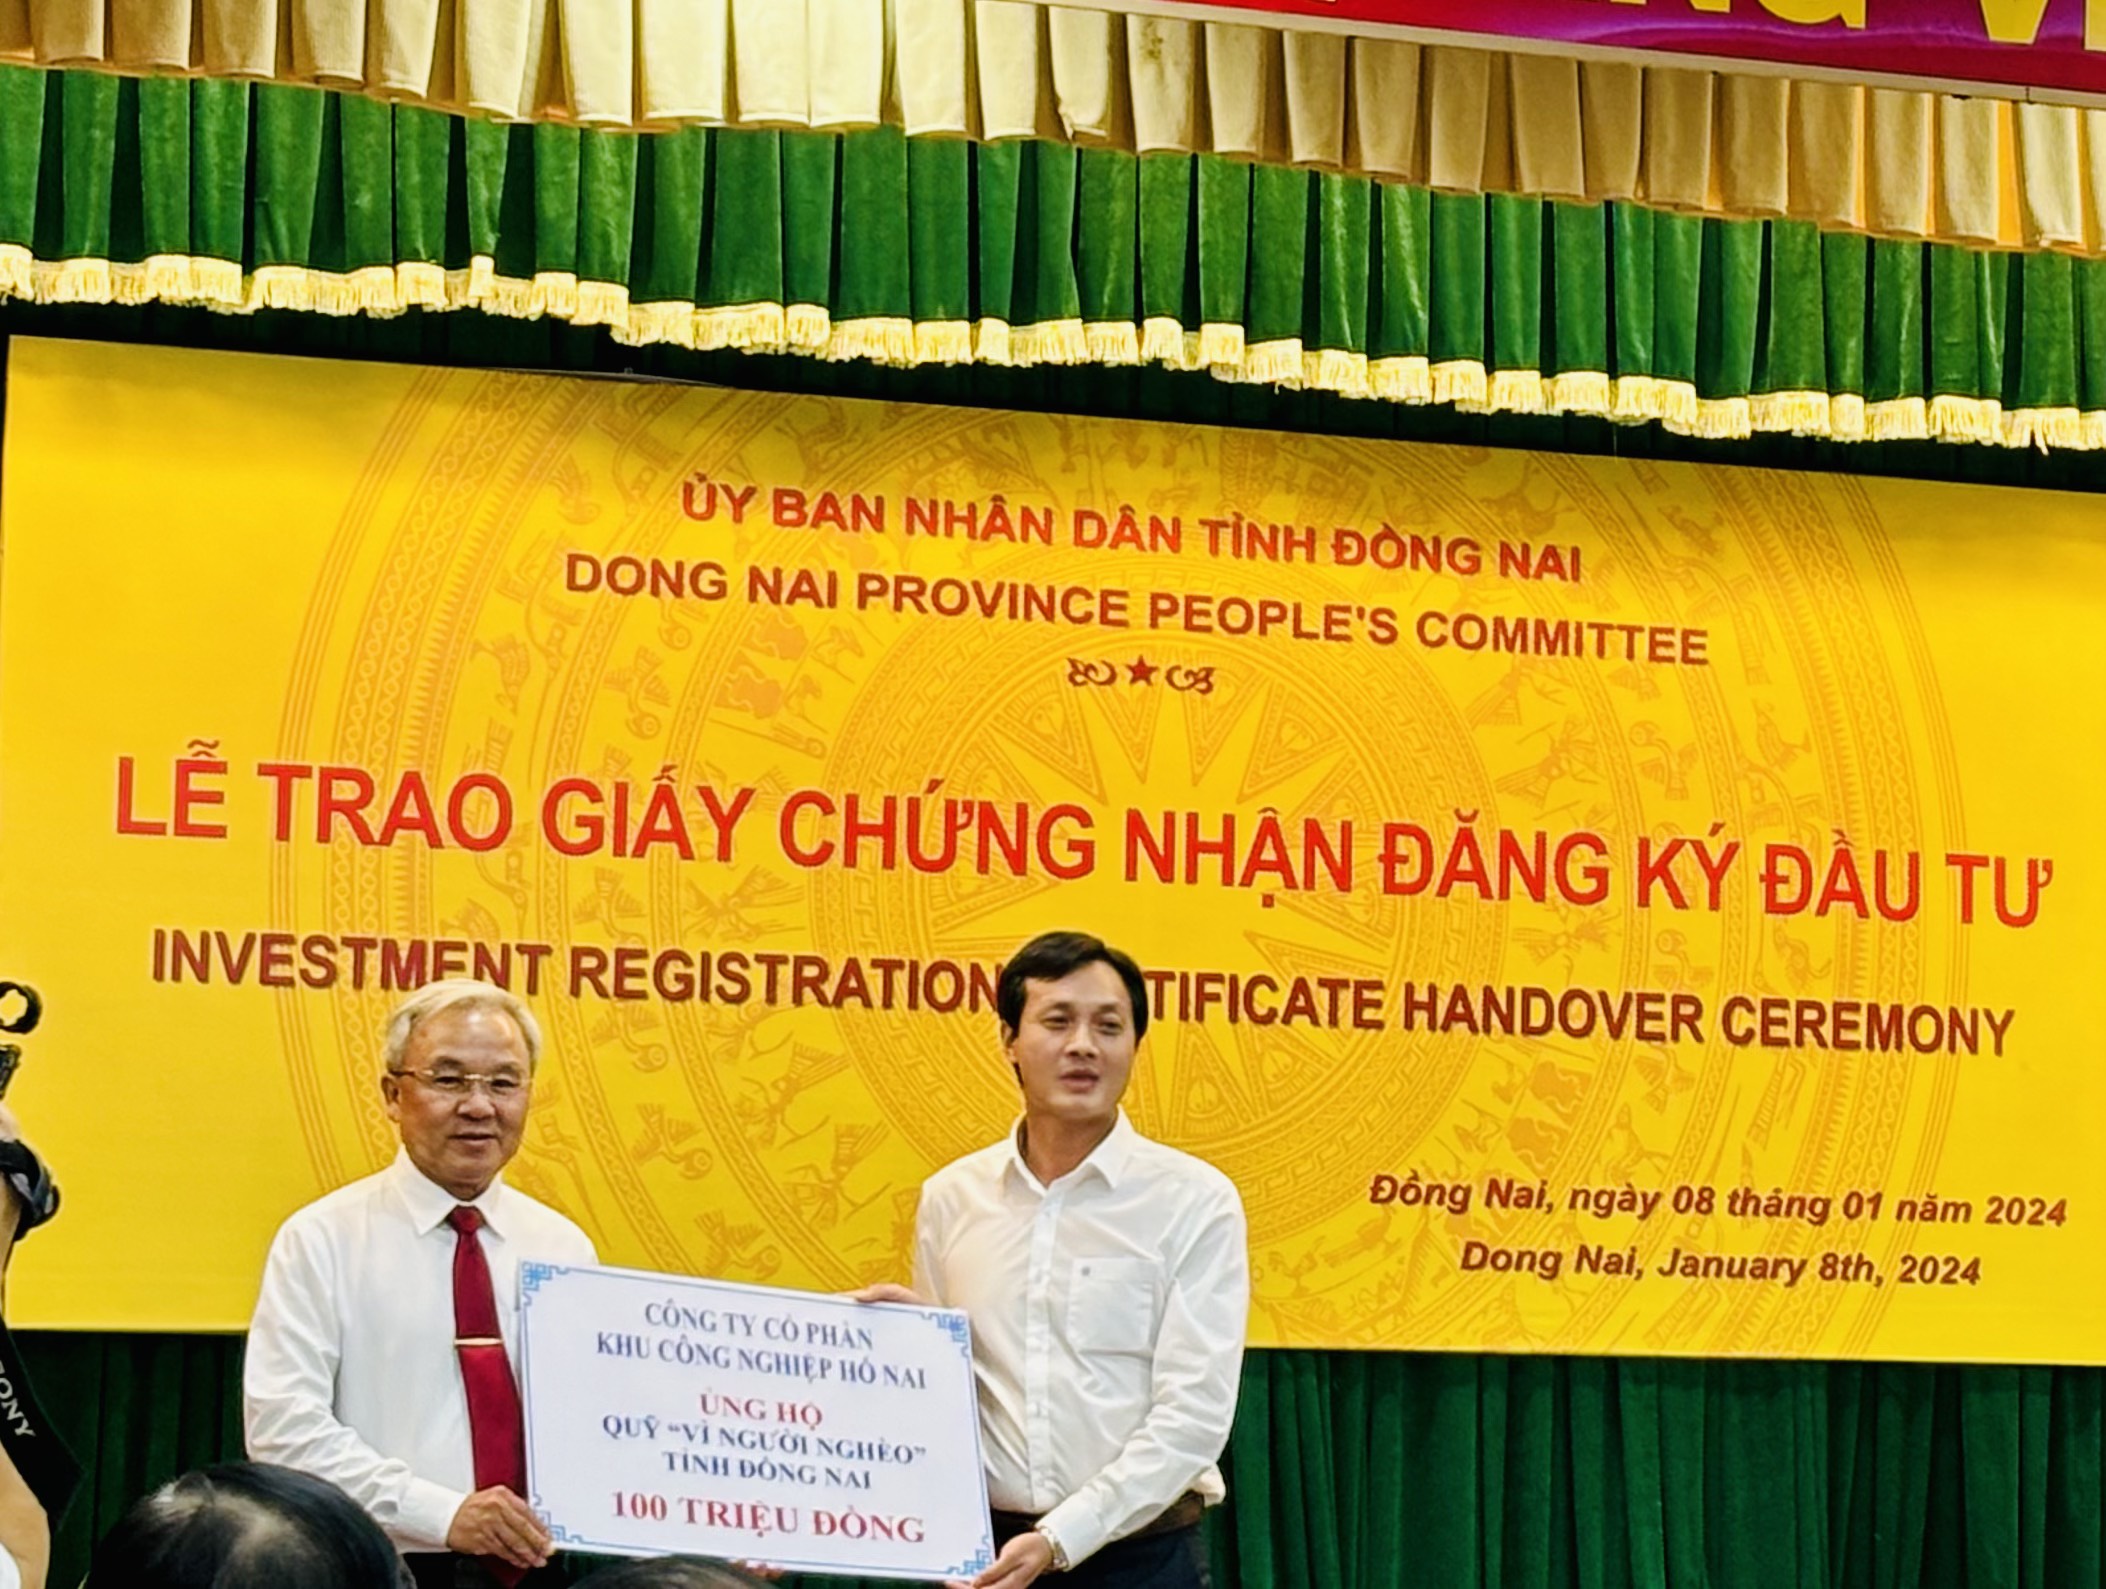 ỦY BAN NHÂN DÂN TỈNH ĐỒNG NAI
DONG NAI PROVINCE PEOPLE'S COMMITTEE
LỄ TRAO GIẤY CHỨNG NHẬN ĐĂNG KÝ ĐẦU TƯ
INVESTMENT REGISTRATION TIFICATE HANDOVER CEREMONY
Đồng Nai, ngày 08 tháng 01 năm 2024
Dong Nai, January 8th, 2024
CÔNG TY CỔ PHẦN
KHU CÔNG NGHIỆP HỐ NAI
ỦNG HỘ
QUỸ "VÌ NGƯỜI NGHÈO"
TỈNH ĐỒNG NAI
100 TRIỆU ĐỒNG